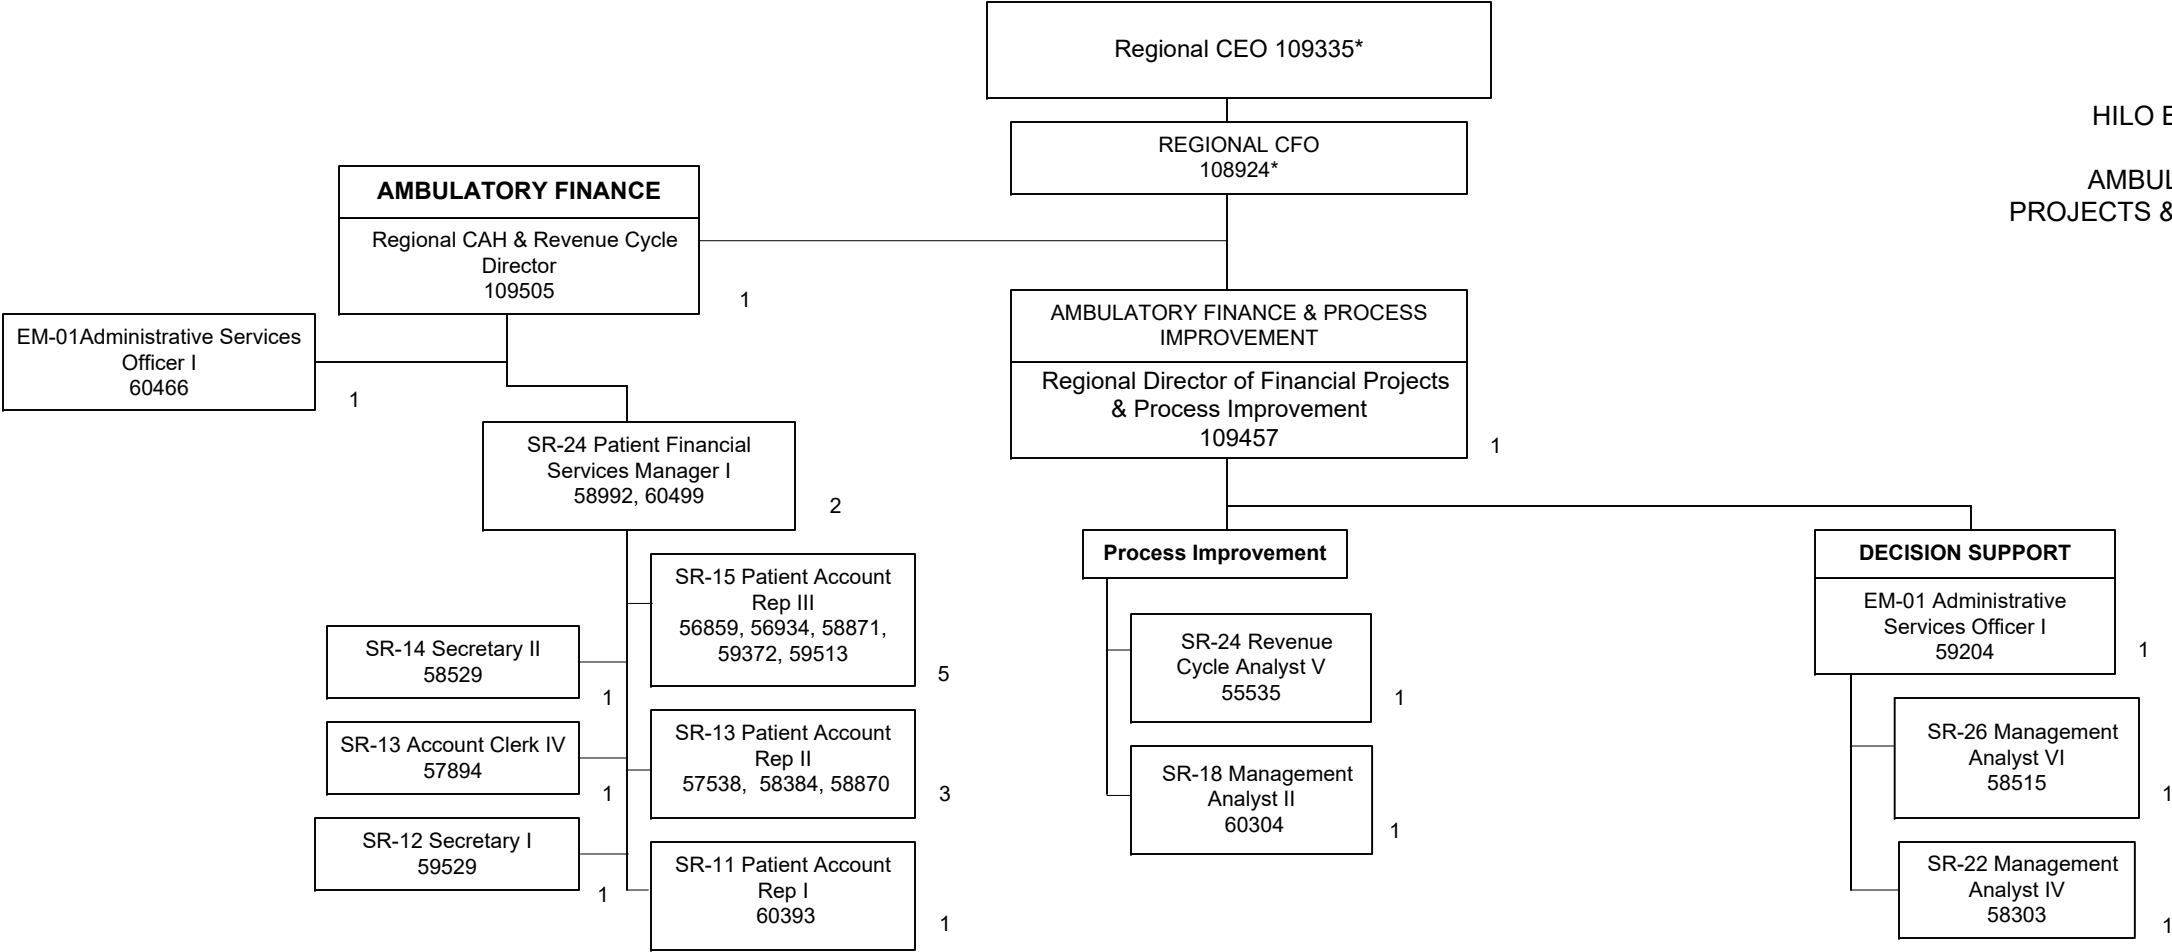 Regional CEO 109335*
HILO E
REGIONAL CFO
108924*
AMBUL
PROJECTS &
AMBULATORY FINANCE
Regional CAH & Revenue Cycle
Director
109505
1
EM-01Administrative Services
Officer I
60466
1
SR-24 Patient Financial
Services Manager I
58992, 60499
2
SR-14 Secretary II
58529
1
SR-13 Account Clerk IV
57894
1
SR-12 Secretary I
59529
1
SR-15 Patient Account
Rep III
56859, 56934, 58871,
59372, 59513
5
SR-13 Patient Account
Rep II
57538,  58384, 58870
3
SR-11 Patient Account
Rep I
60393
1
AMBULATORY FINANCE & PROCESS
IMPROVEMENT
Regional Director of Financial Projects
& Process Improvement
109457
1
Process Improvement
SR-24 Revenue
Cycle Analyst V
55535
1
SR-18 Management
Analyst II
60304
1
DECISION SUPPORT
EM-01 Administrative
Services Officer I
59204
1
SR-26 Management
Analyst VI
58515
1
SR-22 Management
Analyst IV
58303
1